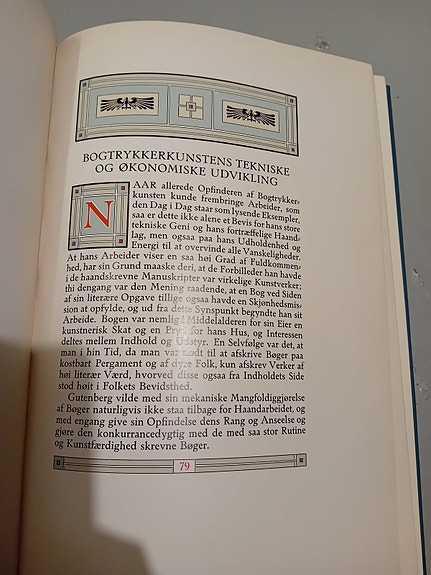 BOGTRYKKERKUNSTENS TEKNISKE
OG ØKONOMISKE UDVIKLING
NAAR allerede Opfinderen af Bogtrykker-
kunsten kunde frembringe Arbeider, som
den Dag i Dag staar som lysende Eksempler,
saa er dette ikke alene et Bevis for hans store
tekniske Geni og hans fortræffelige Haand-
lag, men ogsaa paa hans Udholdenhed og
Energi til at overvinde alle Vanskeligheder.
At hans Arbeider viser en saa høi Grad af Fuldkommen-
hed, har sin Grund maaske deri, at de Forbilleder han havde
i de haandskrevne Manuskripter var virkelige Kunstverker;
thi dengang var den Mening raadende, at en Bog ved Siden
af sin literære Opgave tillige ogsaa havde en Skjønhedsmis-
sion at opfylde, og ud fra dette Synspunkt begyndte han sit
Arbeide. Bogen var nemlig i Middelalderen for sin Eier en
kunstnerisk Skat og en Pryd for hans Hus, og Interessen
deltes mellem Indhold og Udstyr. En Selvfølge var det, at
man i hin Tid, da man var nødt til at afskrive Bøger paa
kostbart Pergament og af dyre Folk, kun afskrev Verker af
høi literær Værd, hvorved disse ogsaa fra Indholdets Side
stod høit i Folkets Bevidsthed.
Gutenberg vilde med sin mekaniske Mangfoldiggjørelse
af Bøger naturligvis ikke staa tilbage for Haandarbeidet, og
med engang give sin Opfindelse dens Rang og Anseelse og
gjøre den konkurrancedygtig med de med saa stor Rutine
og Kunstfærdighed skrevne Bøger.
79